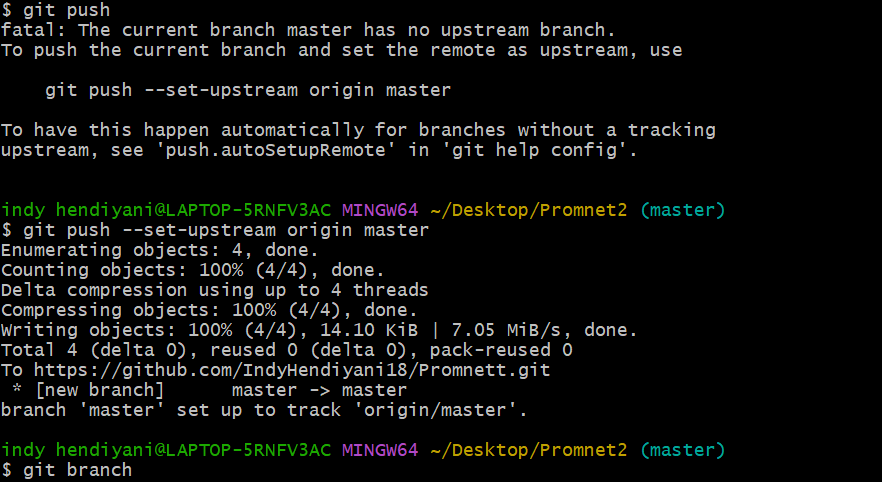 $ git push
fatal: The current branch master has no upstream branch.
To push the current branch and set the remote as upstream, use
    git push --set-upstream origin master
To have this happen automatically for branches without a tracking
upstream, see 'push.autoSetupRemote' in 'git help config'.
indy hendiyani@LAPTOP-5RNFV3AC MINGW64 ~/Desktop/Promnet2 (master)
$ git push --set-upstream origin master
Enumerating objects: 4, done.
Counting objects: 100% (4/4), done.
Delta compression using up to 4 threads
Compressing objects: 100% (4/4), done.
Writing objects: 100% (4/4), 14.10 KiB | 7.05 MiB/s, done.
Total 4 (delta 0), reused 0 (delta 0), pack-reused 0
To https://github.com/IndyHendiyani18/Promnett.git
 * [new branch]      master -> master
branch 'master' set up to track 'origin/master'.
indy hendiyani@LAPTOP-5RNFV3AC MINGW64 ~/Desktop/Promnet2 (master)
$ git branch